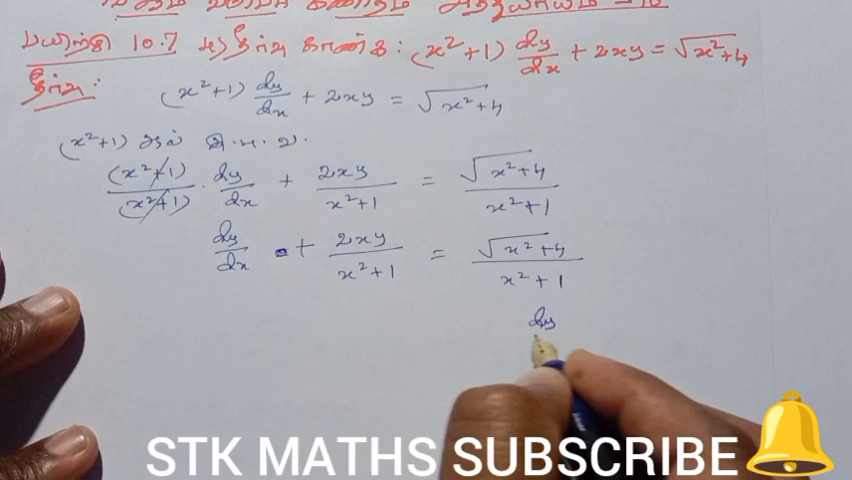 பயிற்சி 10.7 தீர்வு காண்க: (x²+1) dy/dx + 2xy = √x²+4
தீர்வு:
(x²+1) dy/dx + 2xy = √x²+4
(x²+1) ஆல்
(x²+1)/(x²+1) . dy/dx + 2xy/x²+1 = √x²+4/x²+1
dy/dx + 2xy/x²+1 = √x²+4/x²+1
dy
STK MATHS SUBSCRIBE